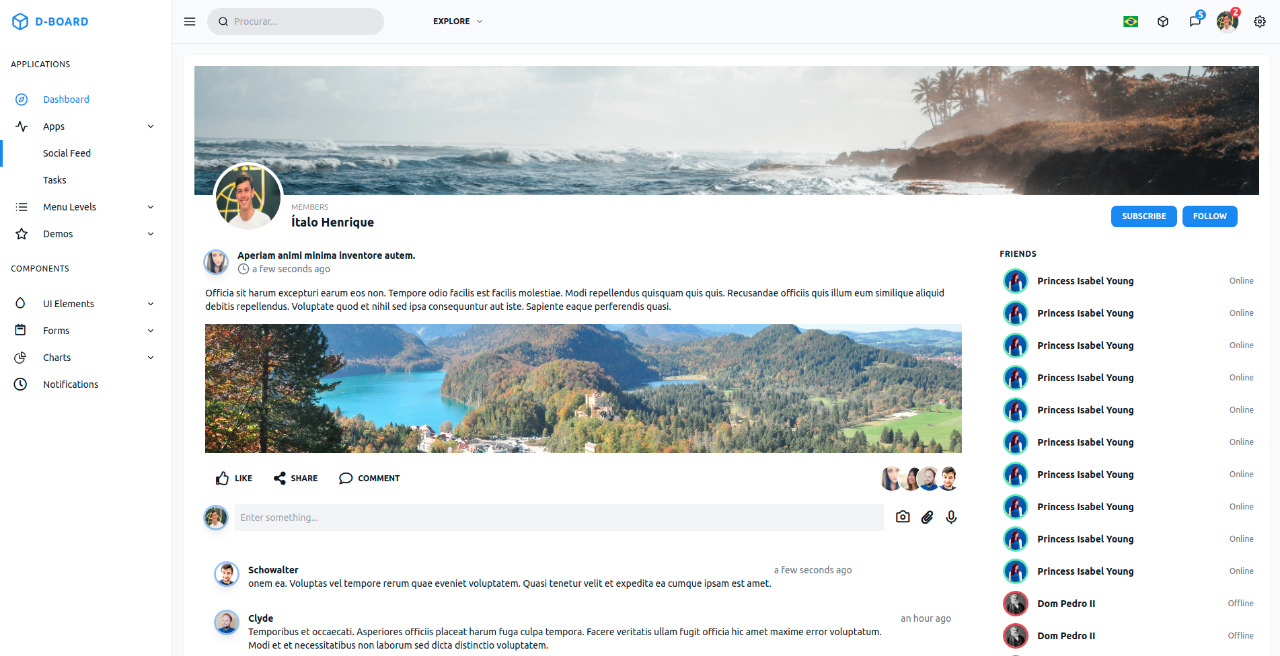 D-BOARD
Procurar...
EXPLORE
5
2
APPLICATIONS
Dashboard
Apps
Social Feed
Tasks
Menu Levels
Demos
COMPONENTS
UI Elements
Forms
Charts
Notifications
MEMBERS
Ítalo Henrique
SUBSCRIBE
FOLLOW
Aperiam animi minima inventore autem.
a few seconds ago
Officia sit harum excepturi earum eos non. Tempore odio facilis est facilis molestiae. Modi repellendus quisquam quis quis. Recusandae officiis quis illum eum similique aliquid
debitis repellendus. Voluptate quod et nihil sed ipsa consequuntur aut iste. Sapiente eaque perferendis quasi.
LIKE
SHARE
COMMENT
Enter something...
Schowalter
a few seconds ago
onem ea. Voluptas vel tempore rerum quae eveniet voluptatem. Quasi tenetur velit et expedita ea cumque ipsam est amet.
Clyde
an hour ago
Temporibus et occaecati. Asperiores officiis placeat harum fuga culpa tempora. Facere veritatis ullam fugit officia hic amet maxime error voluptatum.
Modi et et necessitatibus non laborum sed dicta distinctio voluptatem.
FRIENDS
Princess Isabel Young Online
Princess Isabel Young Online
Princess Isabel Young Online
Princess Isabel Young Online
Princess Isabel Young Online
Princess Isabel Young Online
Princess Isabel Young Online
Princess Isabel Young Online
Princess Isabel Young Online
Princess Isabel Young Online
Dom Pedro II Offline
Dom Pedro II Offline